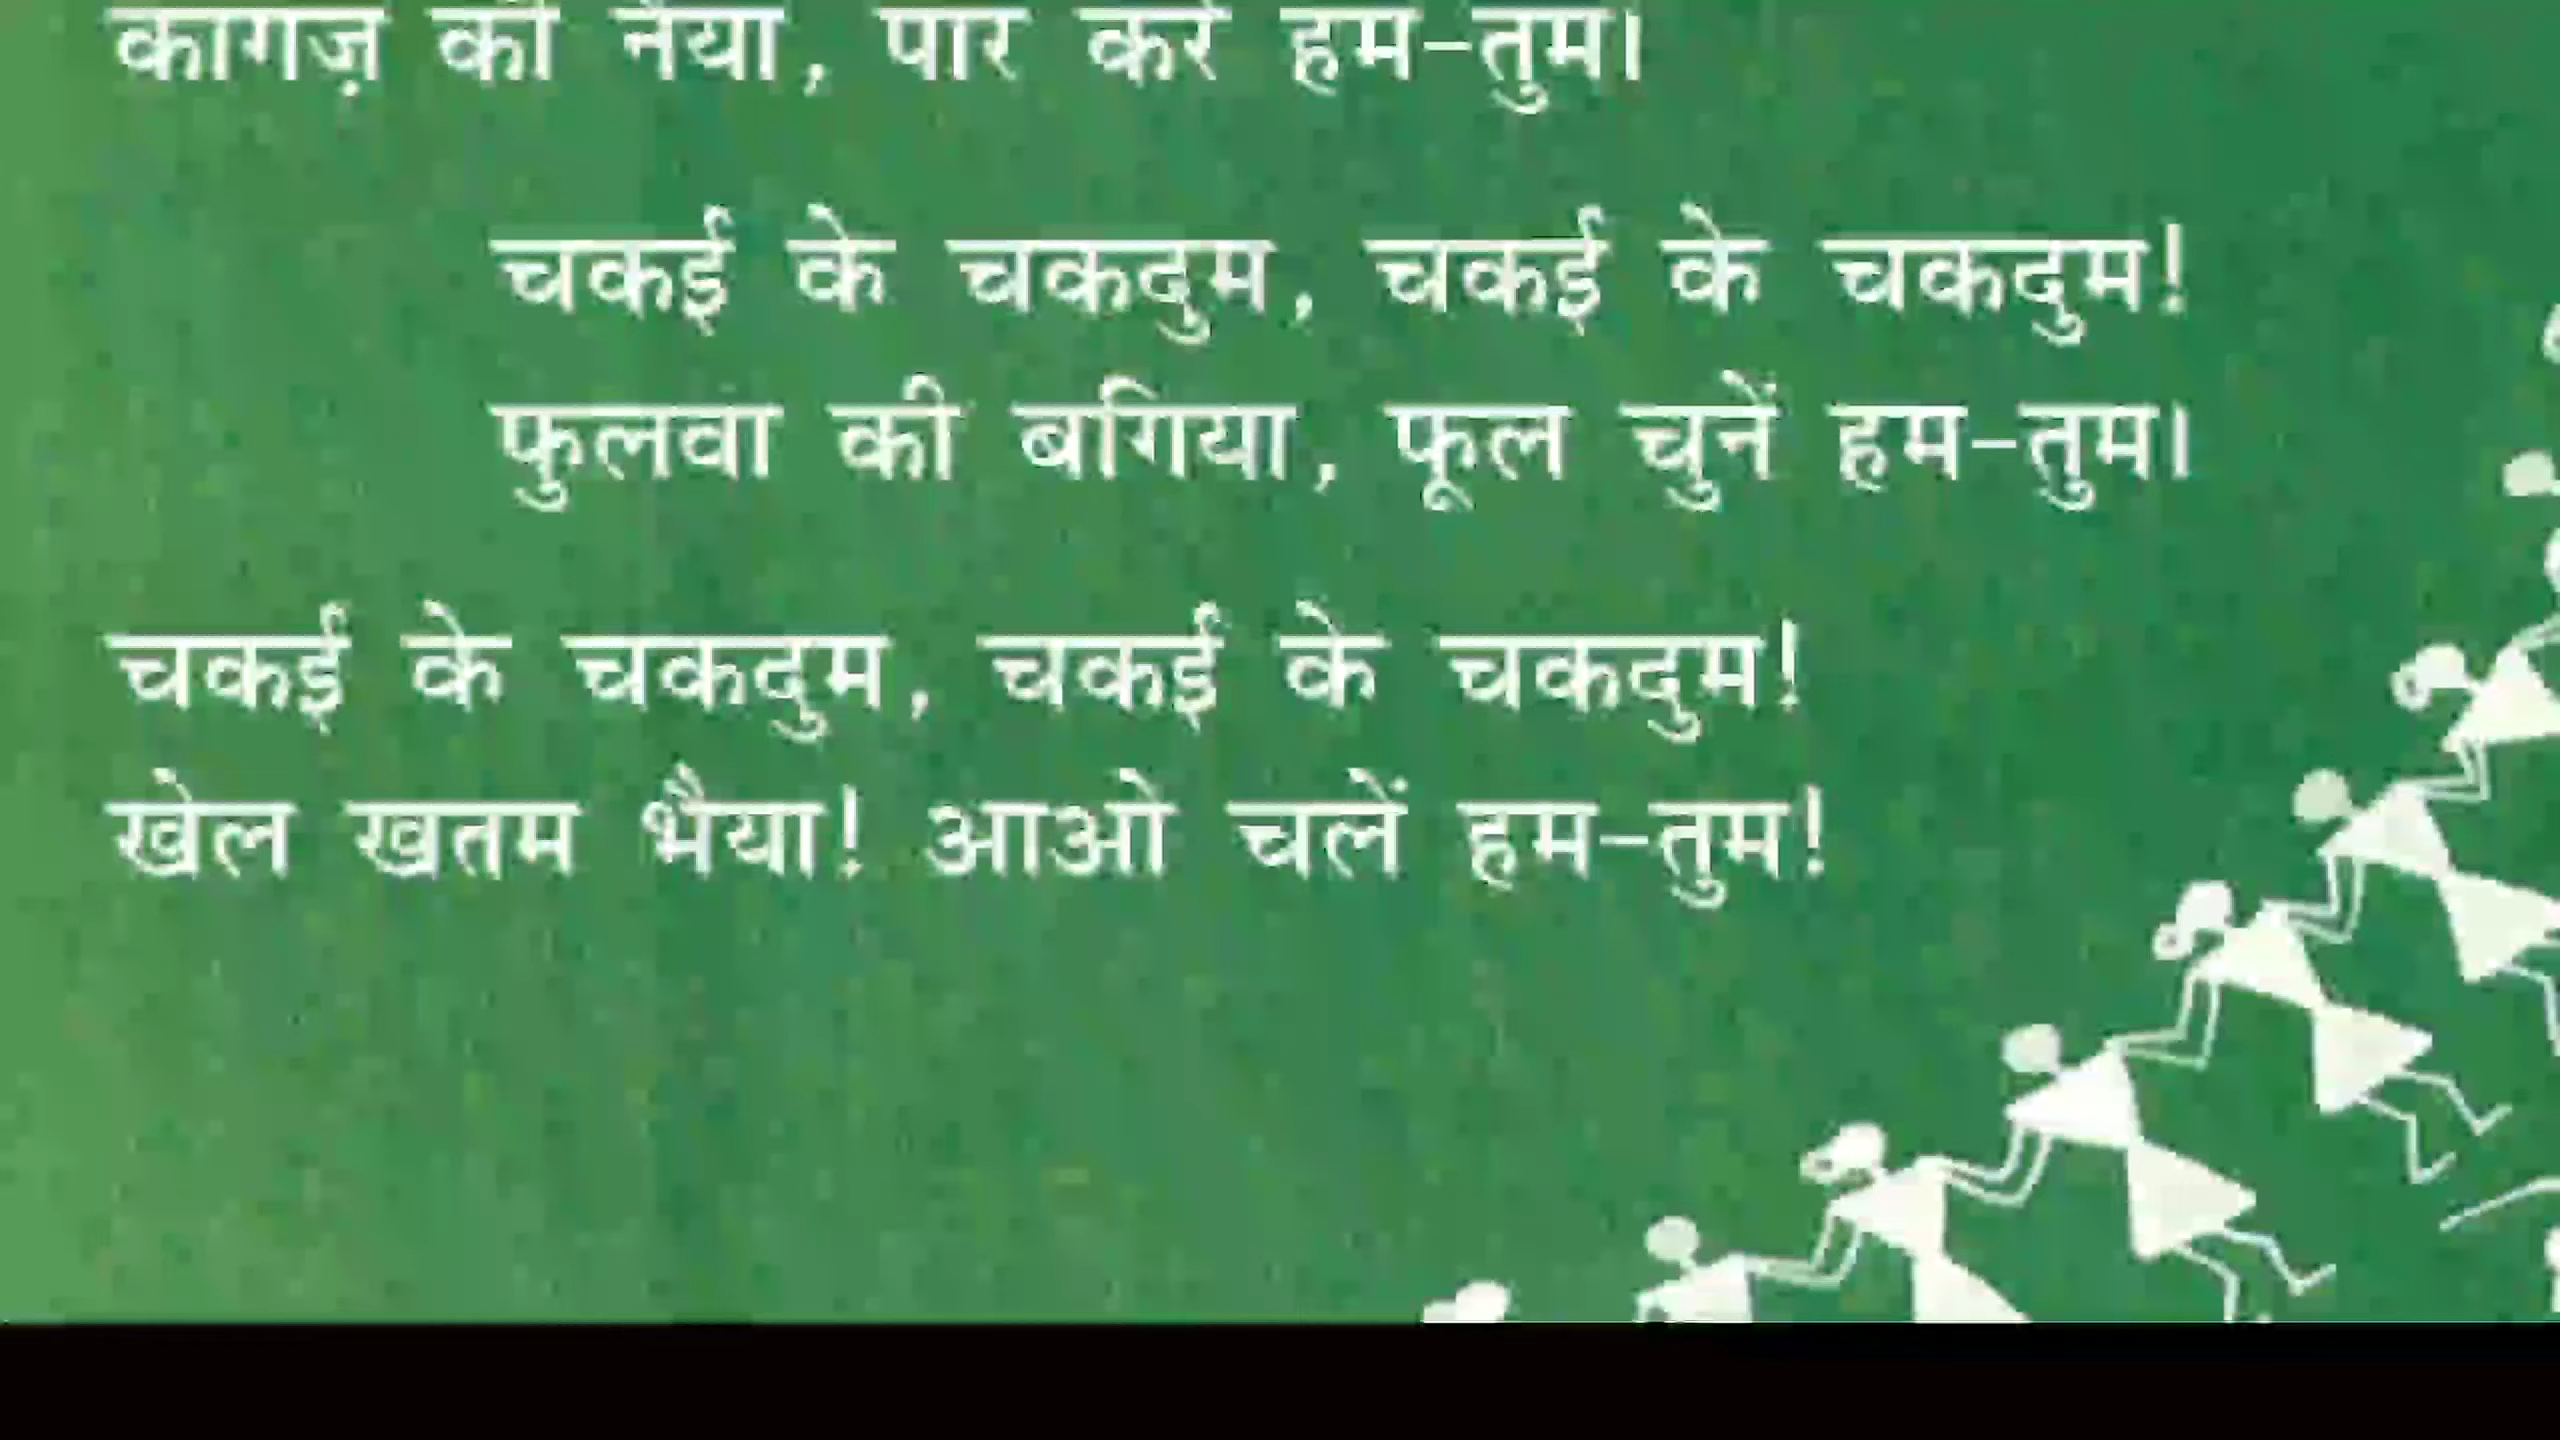 कागज़ की नैया, पार करें हम-तुम।
चकई के चकदुम, चकई के चकदुम!
फुलवा की बगिया, फूल चुनें हम-तुम।
चकई के चकदुम, चकई के चकदुम!
खेल खतम भैया! आओ चलें हम-तुम!